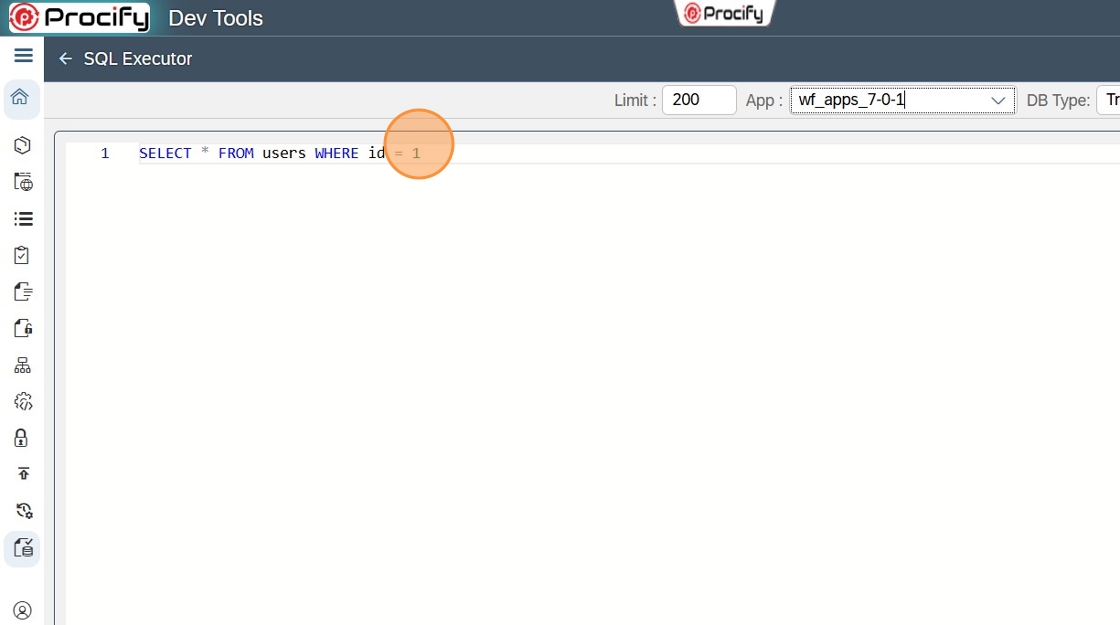 Procify Dev Tools Procify
SQL Executor
Limit : 200 App : wf_apps_7-0-1 DB Type: Tr
1 SELECT * FROM users WHERE id = 1